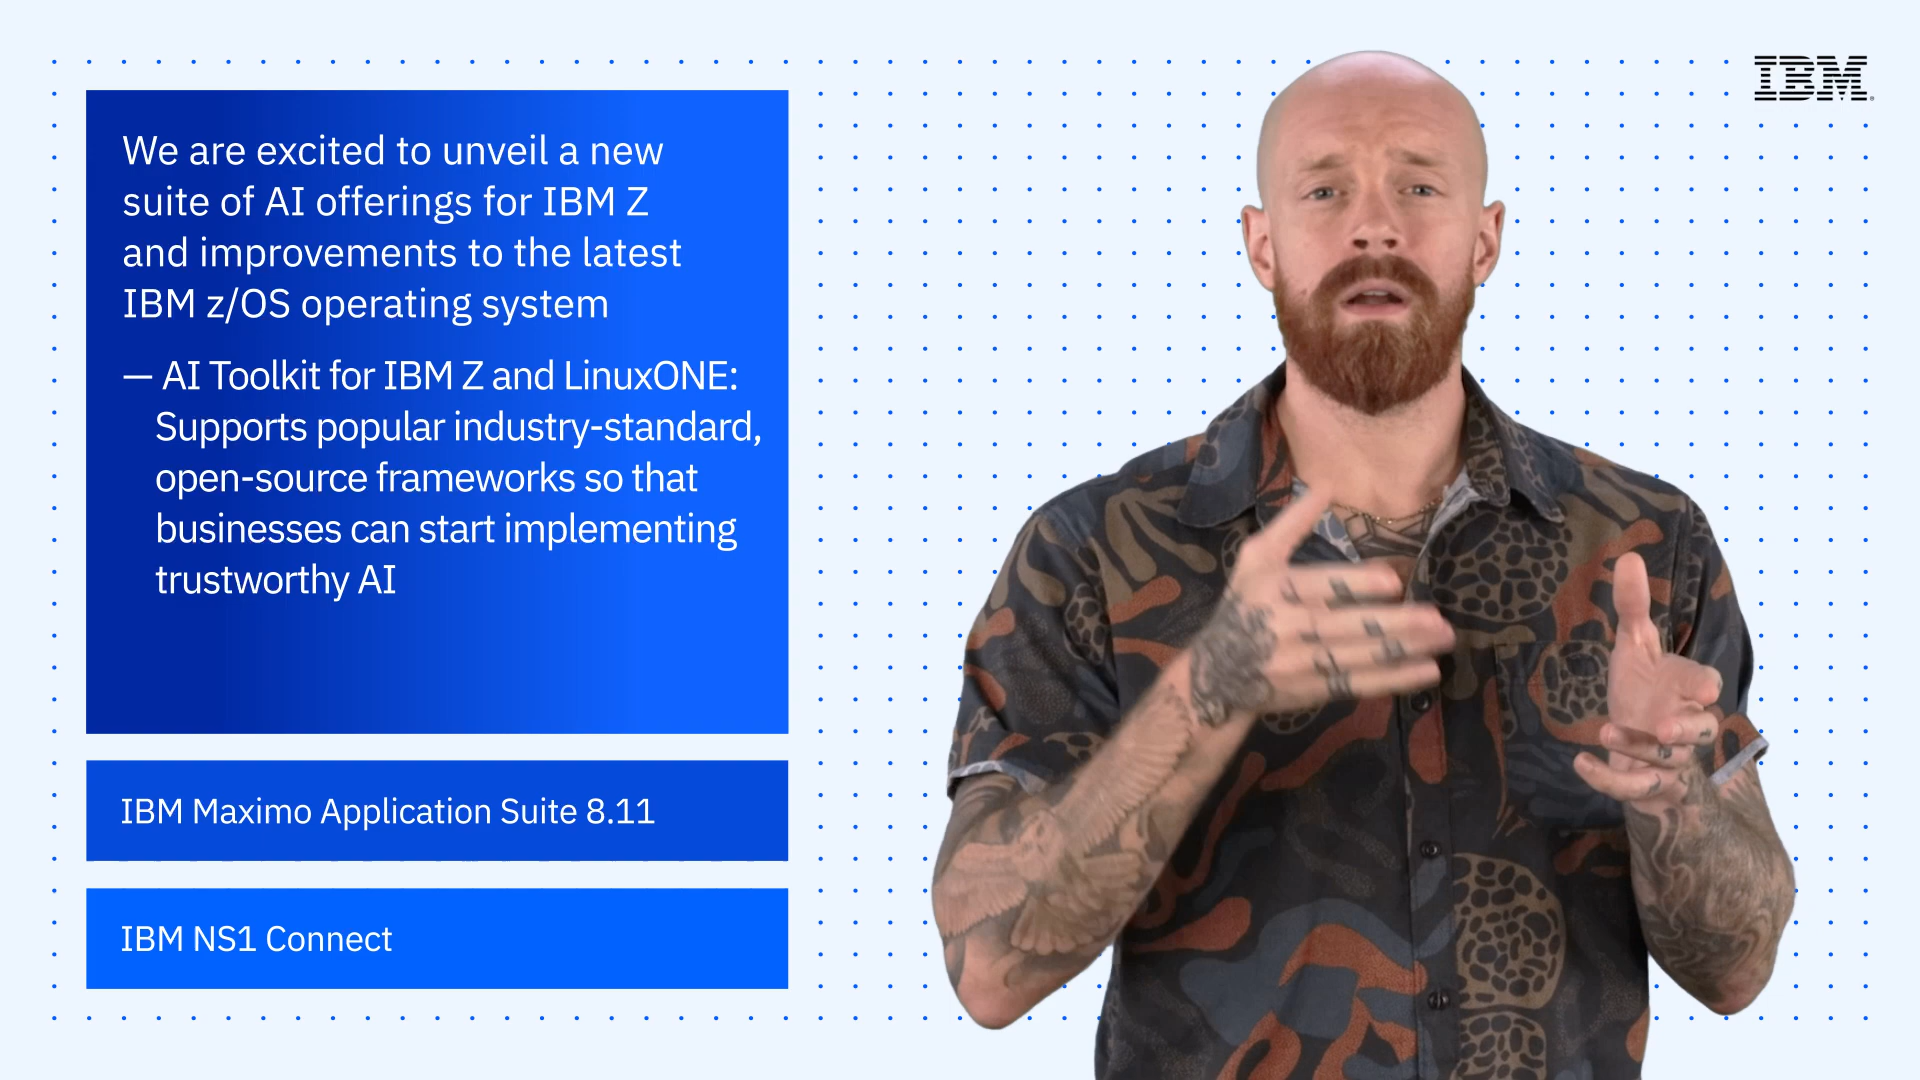 IBM
We are excited to unveil a new
suite of AI offerings for IBM Z
and improvements to the latest
IBM z/OS operating system
— AI Toolkit for IBM Z and LinuxONE:
Supports popular industry-standard,
open-source frameworks so that
businesses can start implementing
trustworthy AI
IBM Maximo Application Suite 8.11
IBM NS1 Connect